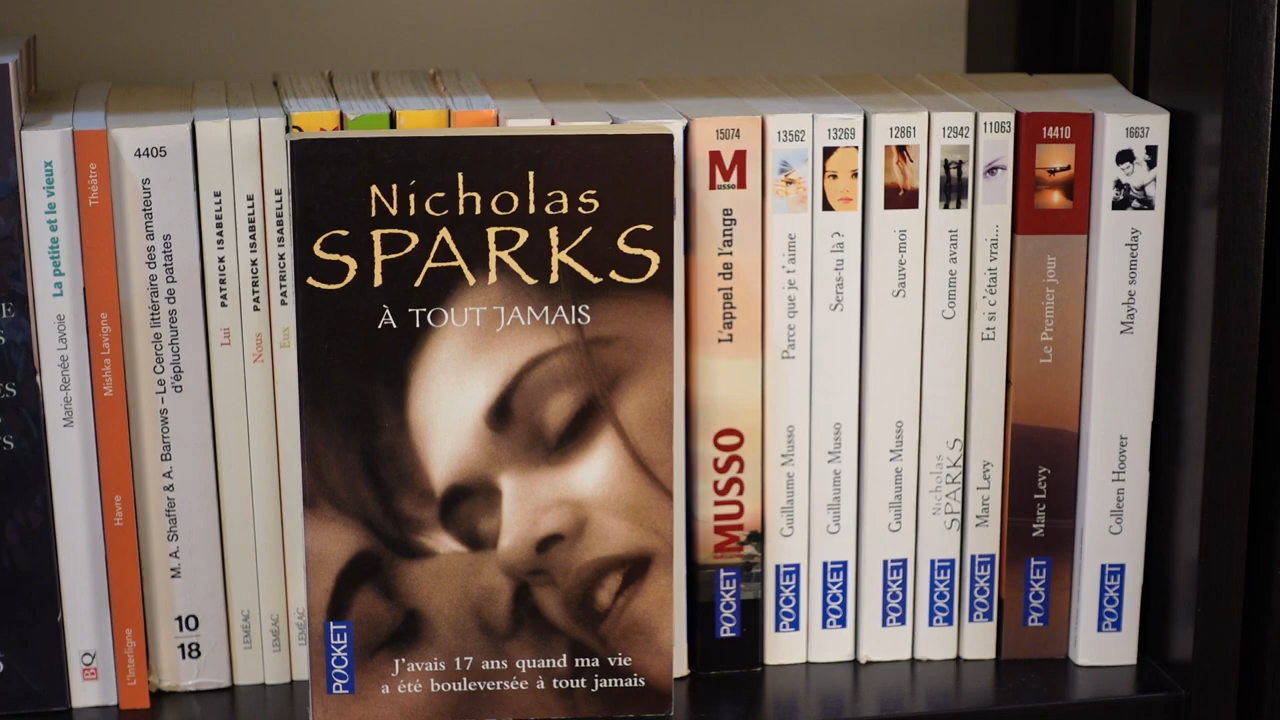 La petite et le vieux
Marie-Renée Lavoie
BQ
Théâtre
Mishka Lavigne
Havre
L'Interligne
4405
M. A. Shaffer & A. Barrows – Le Cercle littéraire des amateurs
d'épluchures de patates
10
18
PATRICK ISABELLE
Lui
LEMÉAC
PATRICK ISABELLE
Nous
LEMÉAC
PATRICK ISABELLE
Eux
LEMÉAC
Nicholas
SPARKS
À TOUT JAMAIS
J'avais 17 ans quand ma vie
a été bouleversée à tout jamais
POCKET
15074
M
USSO
L'appel de l'ange
MUSSO
POCKET
13562
Parce que je t'aime
Guillaume Musso
POCKET
13269
Seras-tu là ?
Guillaume Musso
POCKET
12861
Sauve-moi
Guillaume Musso
POCKET
12942
Comme avant
Nicholas
SPARKS
POCKET
11063
Et si c'était vrai...
Marc Levy
POCKET
14410
Le Premier jour
Marc Levy
POCKET
16637
Maybe someday
Colleen Hoover
POCKET